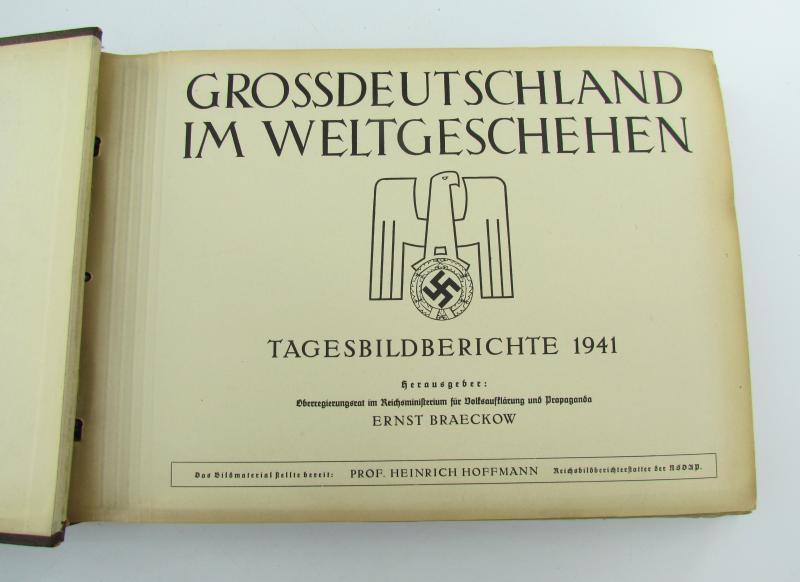 GROSSDEUTSCHLAND
IM WELTGESCHEHEN
TAGESBILDBERICHTE 1941
Herausgeber:
Oberregierungsrat im Reichsministerium für Volksaufklärung und Propaganda
ERNST BRAECKOW
Das Bildmaterial stellte bereit: PROF. HEINRICH HOFFMANN Reichsbildberichterstatter der NSDAP.